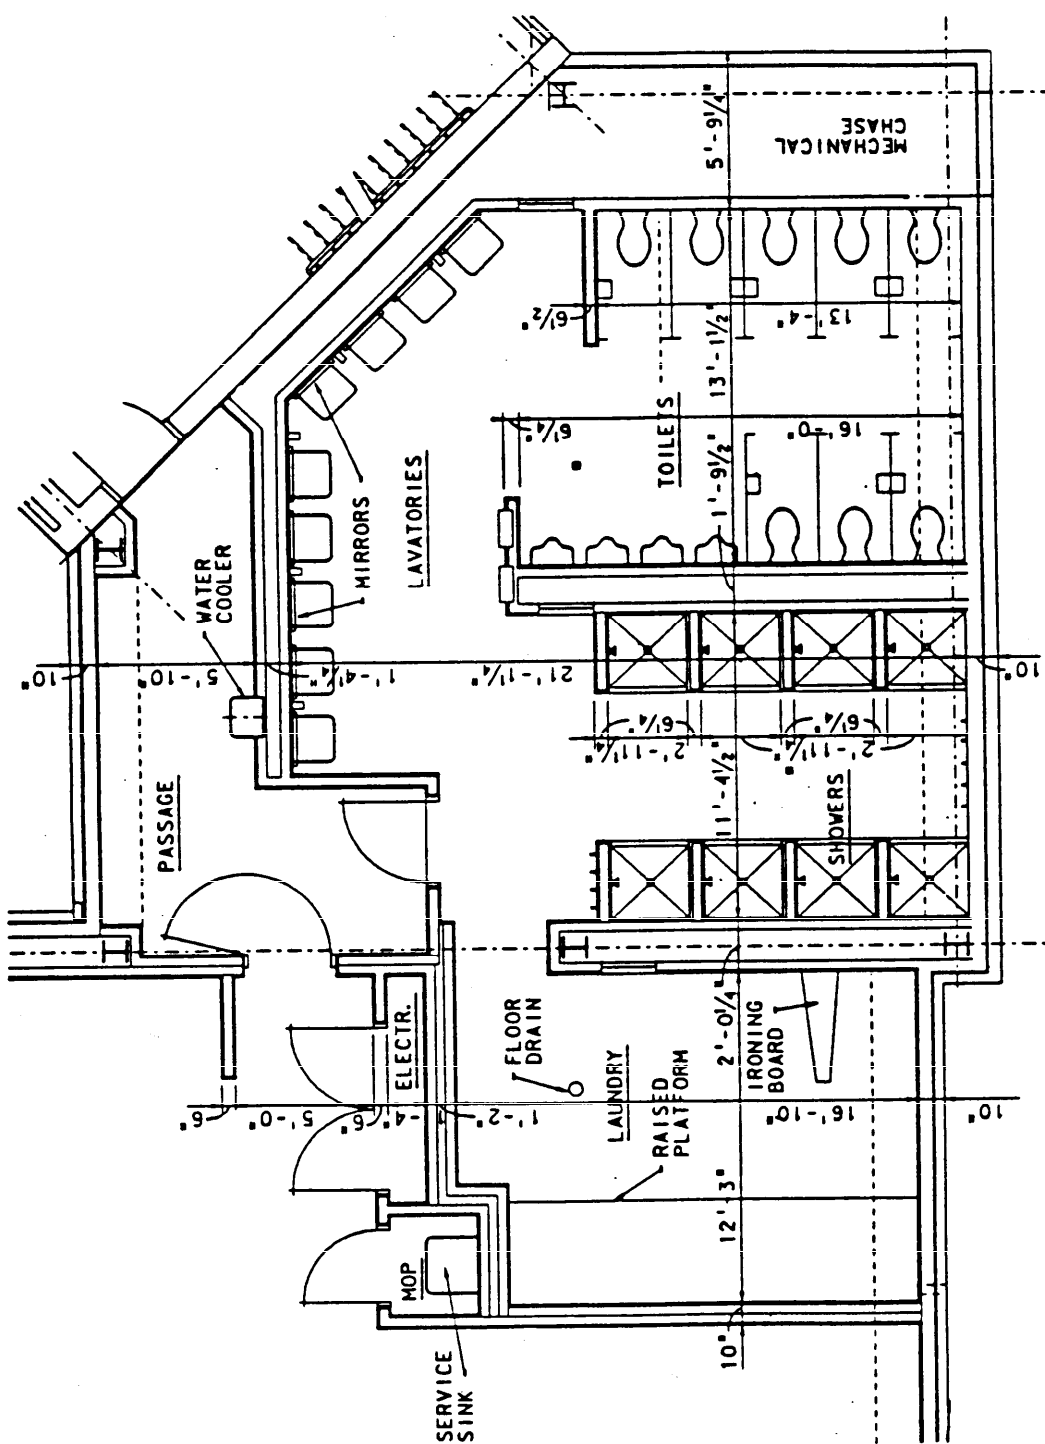 MECHANICAL
CHASE
5'-9¼"
6½"
13'-4"
13'-1½"
TOILETS
6¼"
16'-0"
1'-9½"
MIRRORS
LAVATORIES
WATER
COOLER
10"
5'-10"
1'-4¼"
21'-1¼"
10"
6¼"
6¼"
2'-11¼"
2'-11¼"
11'-4½"
SHOWERS
PASSAGE
ELECTR.
FLOOR
DRAIN
2'-0¼"
IRONING
BOARD
6"
5'-0"
6"
1'-4"
1'-2"
16'-10"
10"
LAUNDRY
RAISED
PLATFORM
12'-3"
MOP
SERVICE
SINK
10"